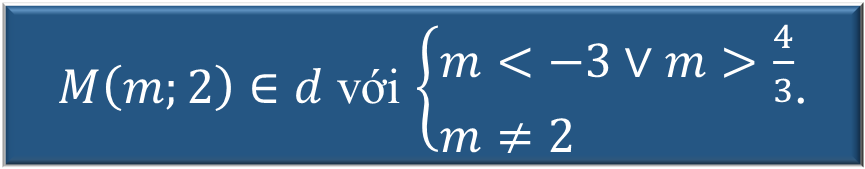 M(m; 2) ∈ d với { m < −3 ∨ m > 4/3.
m ≠ 2